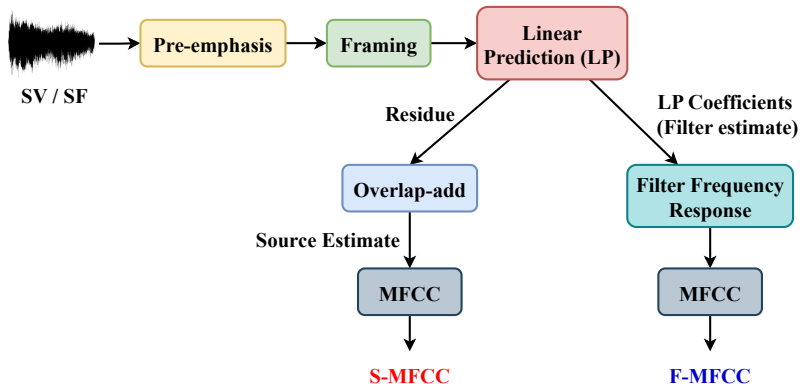 SV / SF
Pre-emphasis
Framing
Linear
Prediction (LP)
Residue
LP Coefficients
(Filter estimate)
Overlap-add
Filter Frequency
Response
Source Estimate
MFCC
MFCC
S-MFCC
F-MFCC